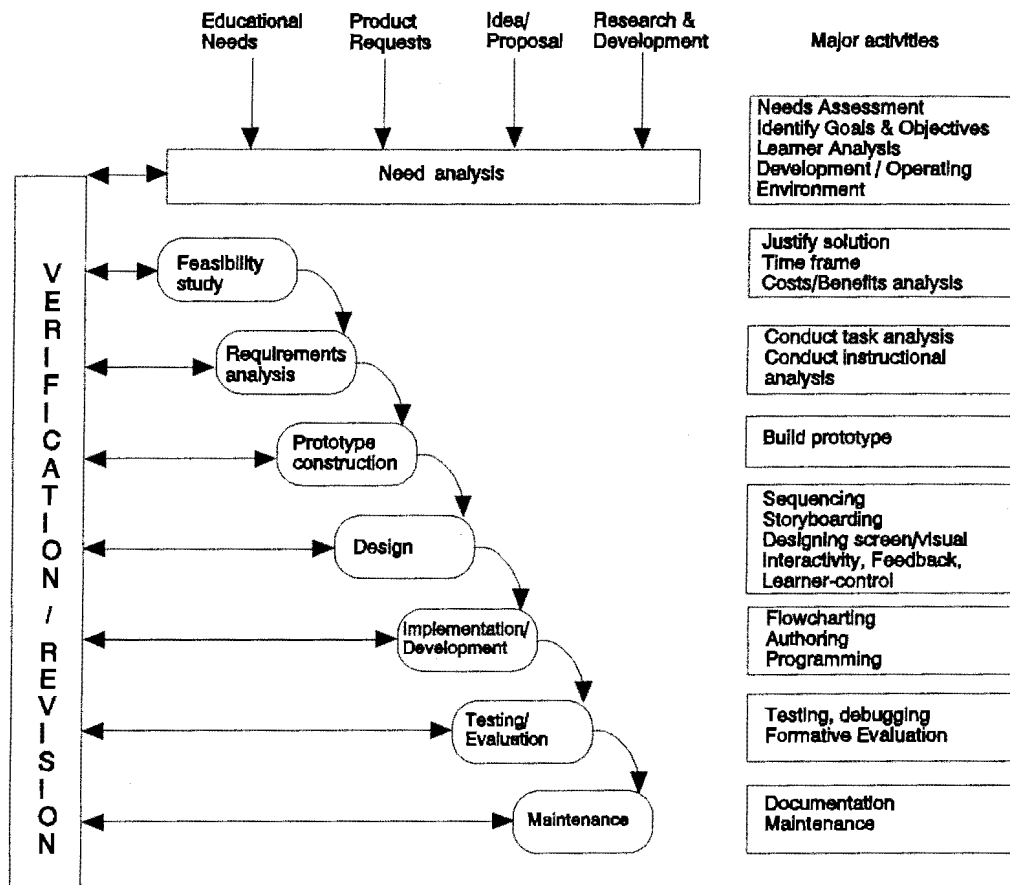 Educational
Needs
Product
Requests
Idea/
Proposal
Research &
Development
Major activities
Need analysis
Needs Assessment
Identify Goals & Objectives
Learner Analysis
Development / Operating
Environment
VERIFICATION / REVISION
Feasibility
study
Justify solution
Time frame
Costs/Benefits analysis
Requirements
analysis
Conduct task analysis
Conduct instructional
analysis
Prototype
construction
Build prototype
Design
Sequencing
Storyboarding
Designing screen/visual
Interactivity, Feedback,
Learner-control
Implementation/
Development
Flowcharting
Authoring
Programming
Testing/
Evaluation
Testing, debugging
Formative Evaluation
Maintenance
Documentation
Maintenance